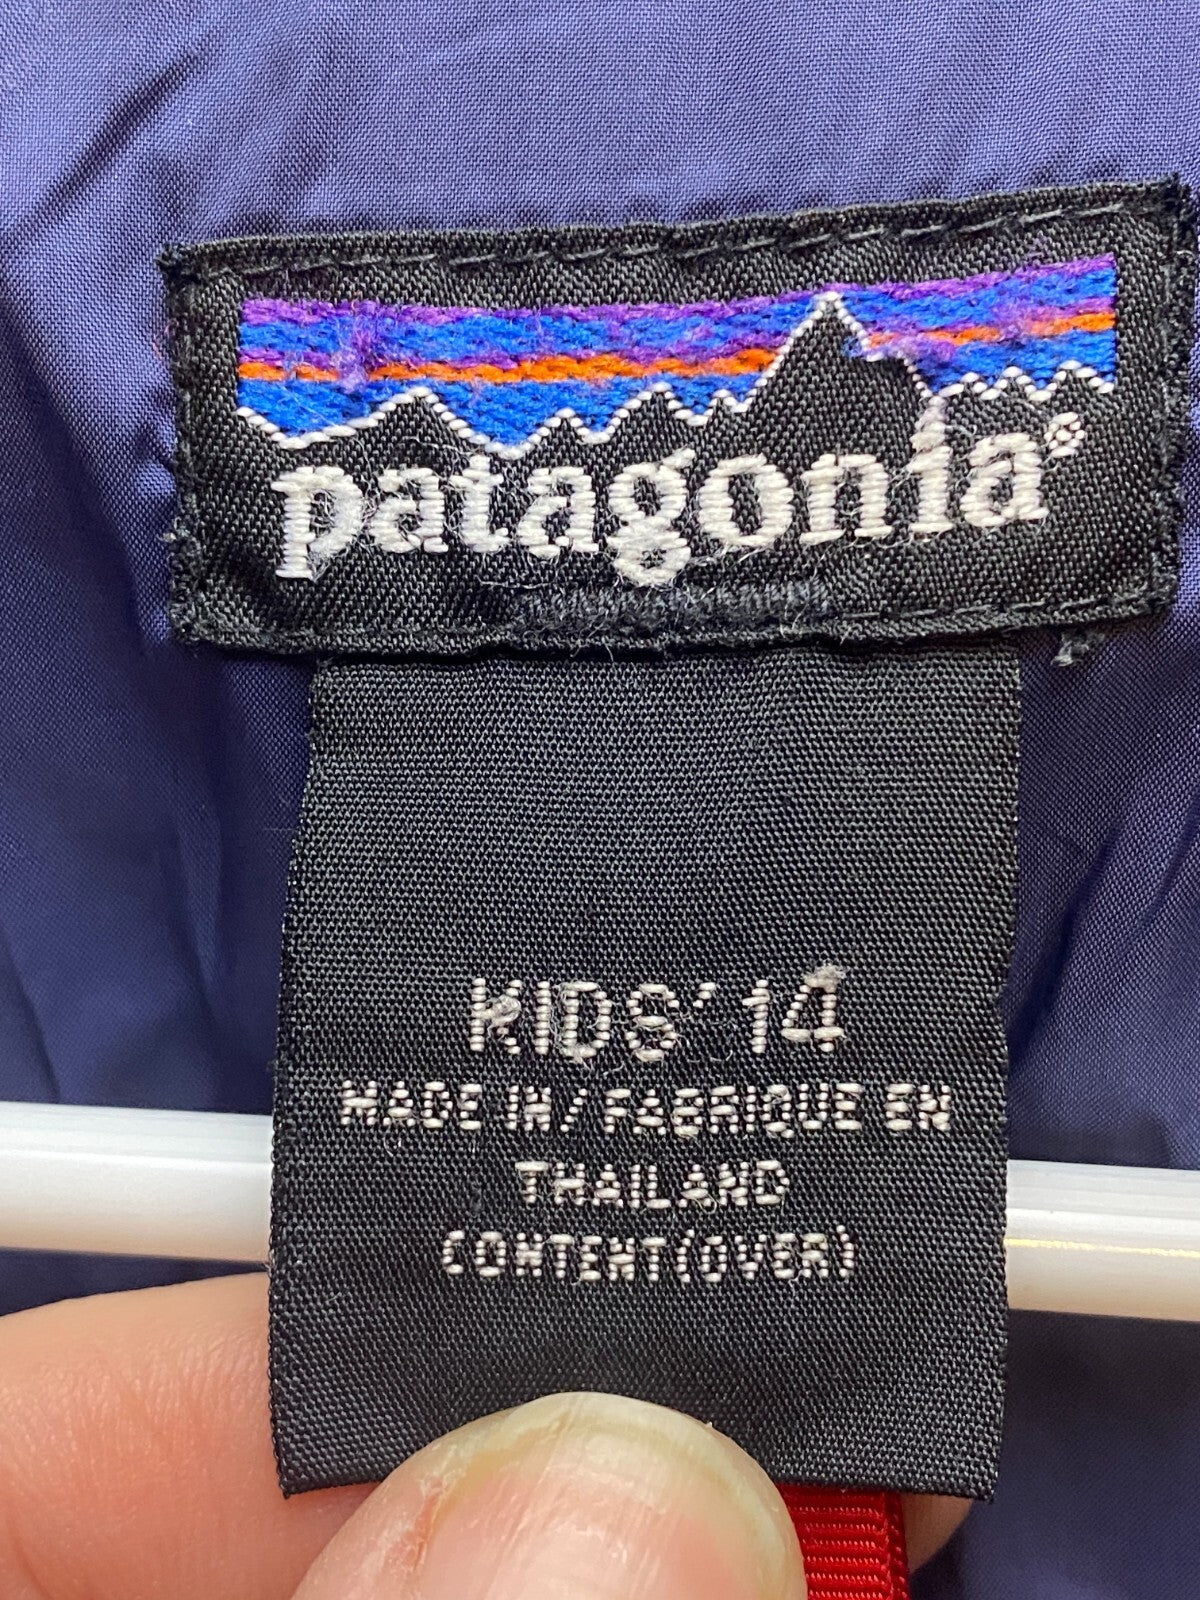 patagonia®
KIDS' 14
MADE IN/FABRIQUE EN
THAILAND
CONTENT(OVER)